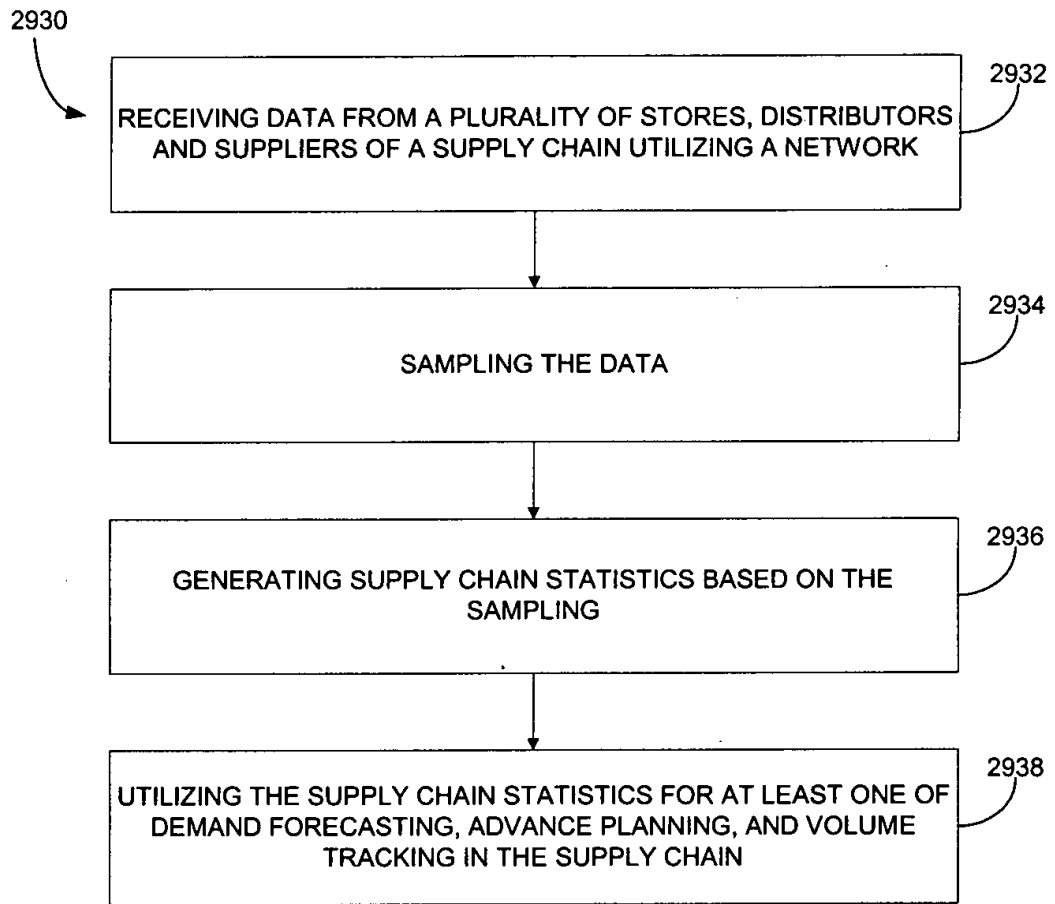 2930
2932
RECEIVING DATA FROM A PLURALITY OF STORES, DISTRIBUTORS
AND SUPPLIERS OF A SUPPLY CHAIN UTILIZING A NETWORK
2934
SAMPLING THE DATA
2936
GENERATING SUPPLY CHAIN STATISTICS BASED ON THE
SAMPLING
2938
UTILIZING THE SUPPLY CHAIN STATISTICS FOR AT LEAST ONE OF
DEMAND FORECASTING, ADVANCE PLANNING, AND VOLUME
TRACKING IN THE SUPPLY CHAIN